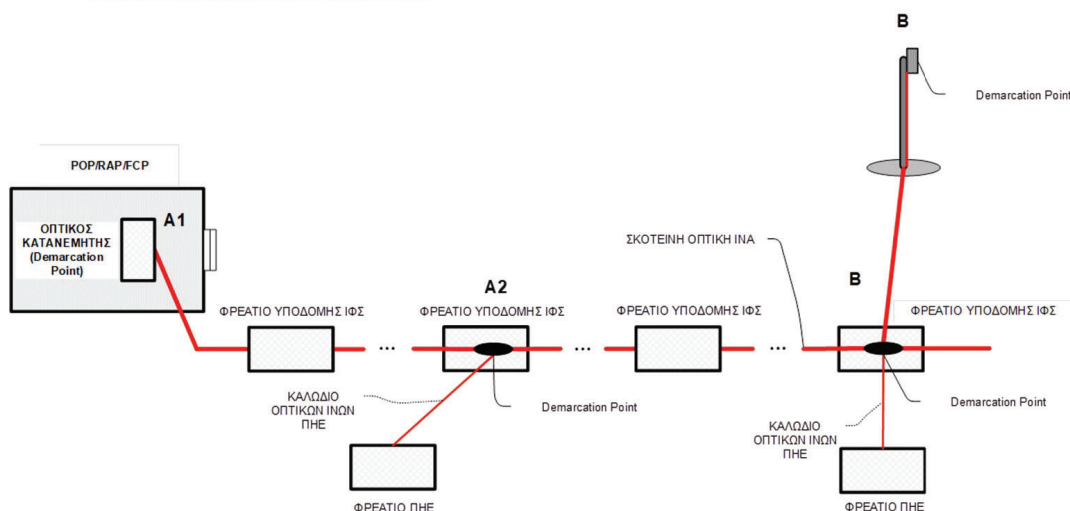 B
Demarcation Point
POP/RAP/FCP
A1
ΟΠΤΙΚΟΣ
ΚΑΤΑΝΕΜΗΤΗΣ
(Demarcation
Point)
ΣΚΟΤΕΙΝΗ ΟΠΤΙΚΗ ΙΝΑ
A2
B
ΦΡΕΑΤΙΟ ΥΠΟΔΟΜΗΣ ΙΦΣ
ΦΡΕΑΤΙΟ ΥΠΟΔΟΜΗΣ ΙΦΣ
ΦΡΕΑΤΙΟ ΥΠΟΔΟΜΗΣ ΙΦΣ
ΦΡΕΑΤΙΟ ΥΠΟΔΟΜΗΣ ΙΦΣ
...
...
...
ΚΑΛΩΔΙΟ
ΟΠΤΙΚΩΝ ΙΝΩΝ
ΠΗΕ
Demarcation Point
Demarcation Point
ΚΑΛΩΔΙΟ
ΟΠΤΙΚΩΝ ΙΝΩΝ
ΠΗΕ
ΦΡΕΑΤΙΟ ΠΗΕ
ΦΡΕΑΤΙΟ ΠΗΕ